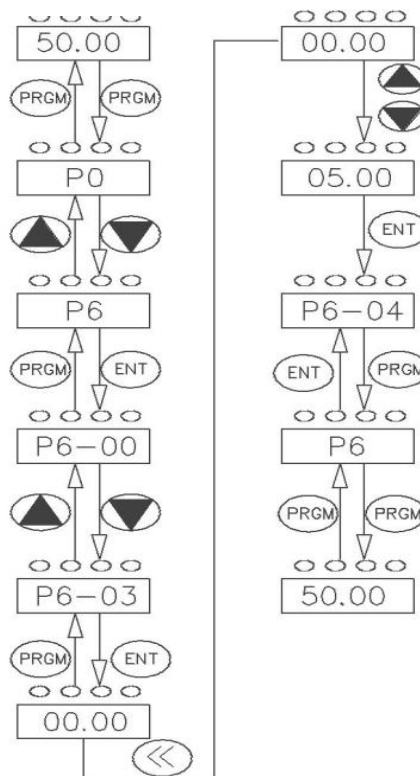 50.00
PRGM PRGM
P0
P6
PRGM ENT
P6-00
P6-03
PRGM ENT
00.00
<<
00.00
05.00
ENT
P6-04
ENT PRGM
P6
PRGM PRGM
50.00